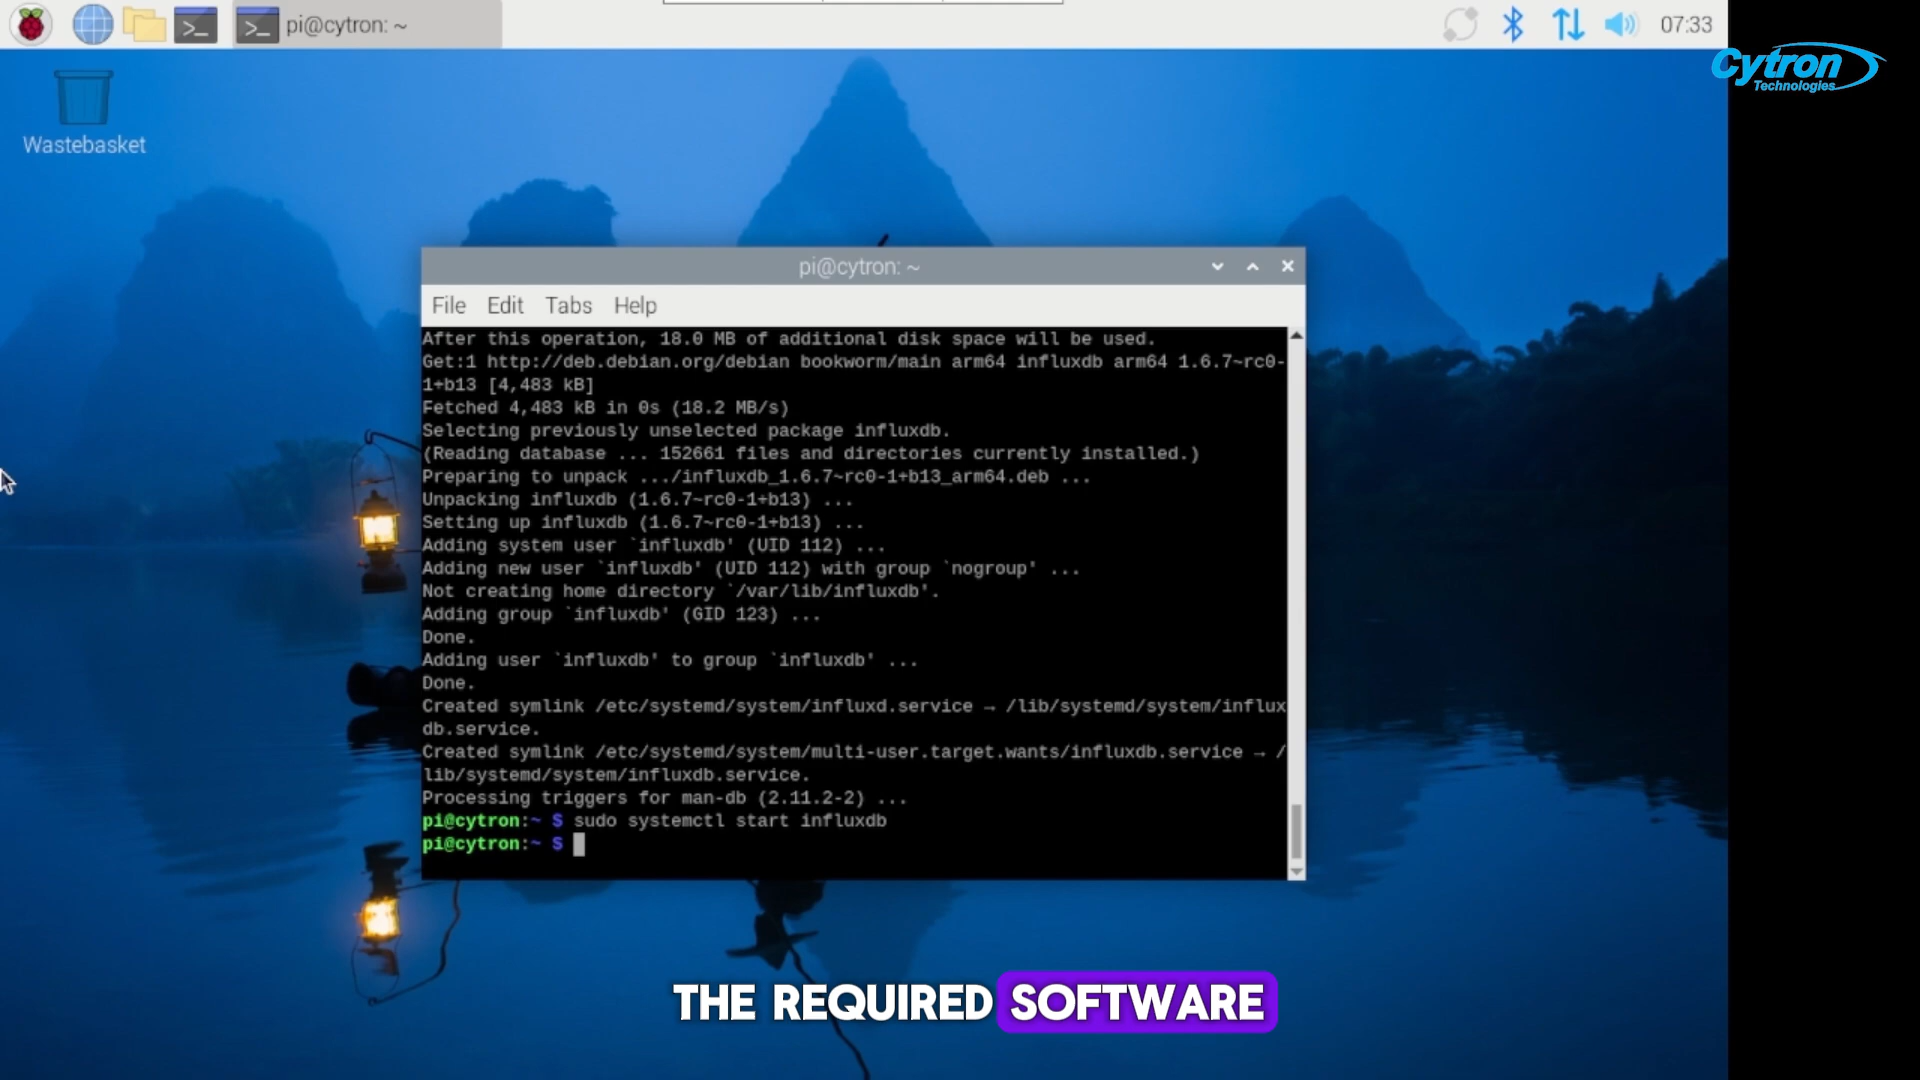 pi@cytron: ~
07:33
Cytron
Technologies
Wastebasket
pi@cytron: ~
File Edit Tabs Help
After this operation, 18.0 MB of additional disk space will be used.
Get:1 http://deb.debian.org/debian bookworm/main arm64 influxdb arm64 1.6.7~rc0-
1+b13 [4,483 kB]
Fetched 4,483 kB in 0s (18.2 MB/s)
Selecting previously unselected package influxdb.
(Reading database ... 152661 files and directories currently installed.)
Preparing to unpack .../influxdb_1.6.7~rc0-1+b13_arm64.deb ...
Unpacking influxdb (1.6.7~rc0-1+b13) ...
Setting up influxdb (1.6.7~rc0-1+b13) ...
Adding system user `influxdb' (UID 112) ...
Adding new user `influxdb' (UID 112) with group `nogroup' ...
Not creating home directory `/var/lib/influxdb'.
Adding group `influxdb' (GID 123) ...
Done.
Adding user `influxdb' to group `influxdb' ...
Done.
Created symlink /etc/systemd/system/influxd.service → /lib/systemd/system/influx
db.service.
Created symlink /etc/systemd/system/multi-user.target.wants/influxdb.service → /
lib/systemd/system/influxdb.service.
Processing triggers for man-db (2.11.2-2) ...
pi@cytron:~ $ sudo systemctl start influxdb
pi@cytron:~ $
THE REQUIRED SOFTWARE